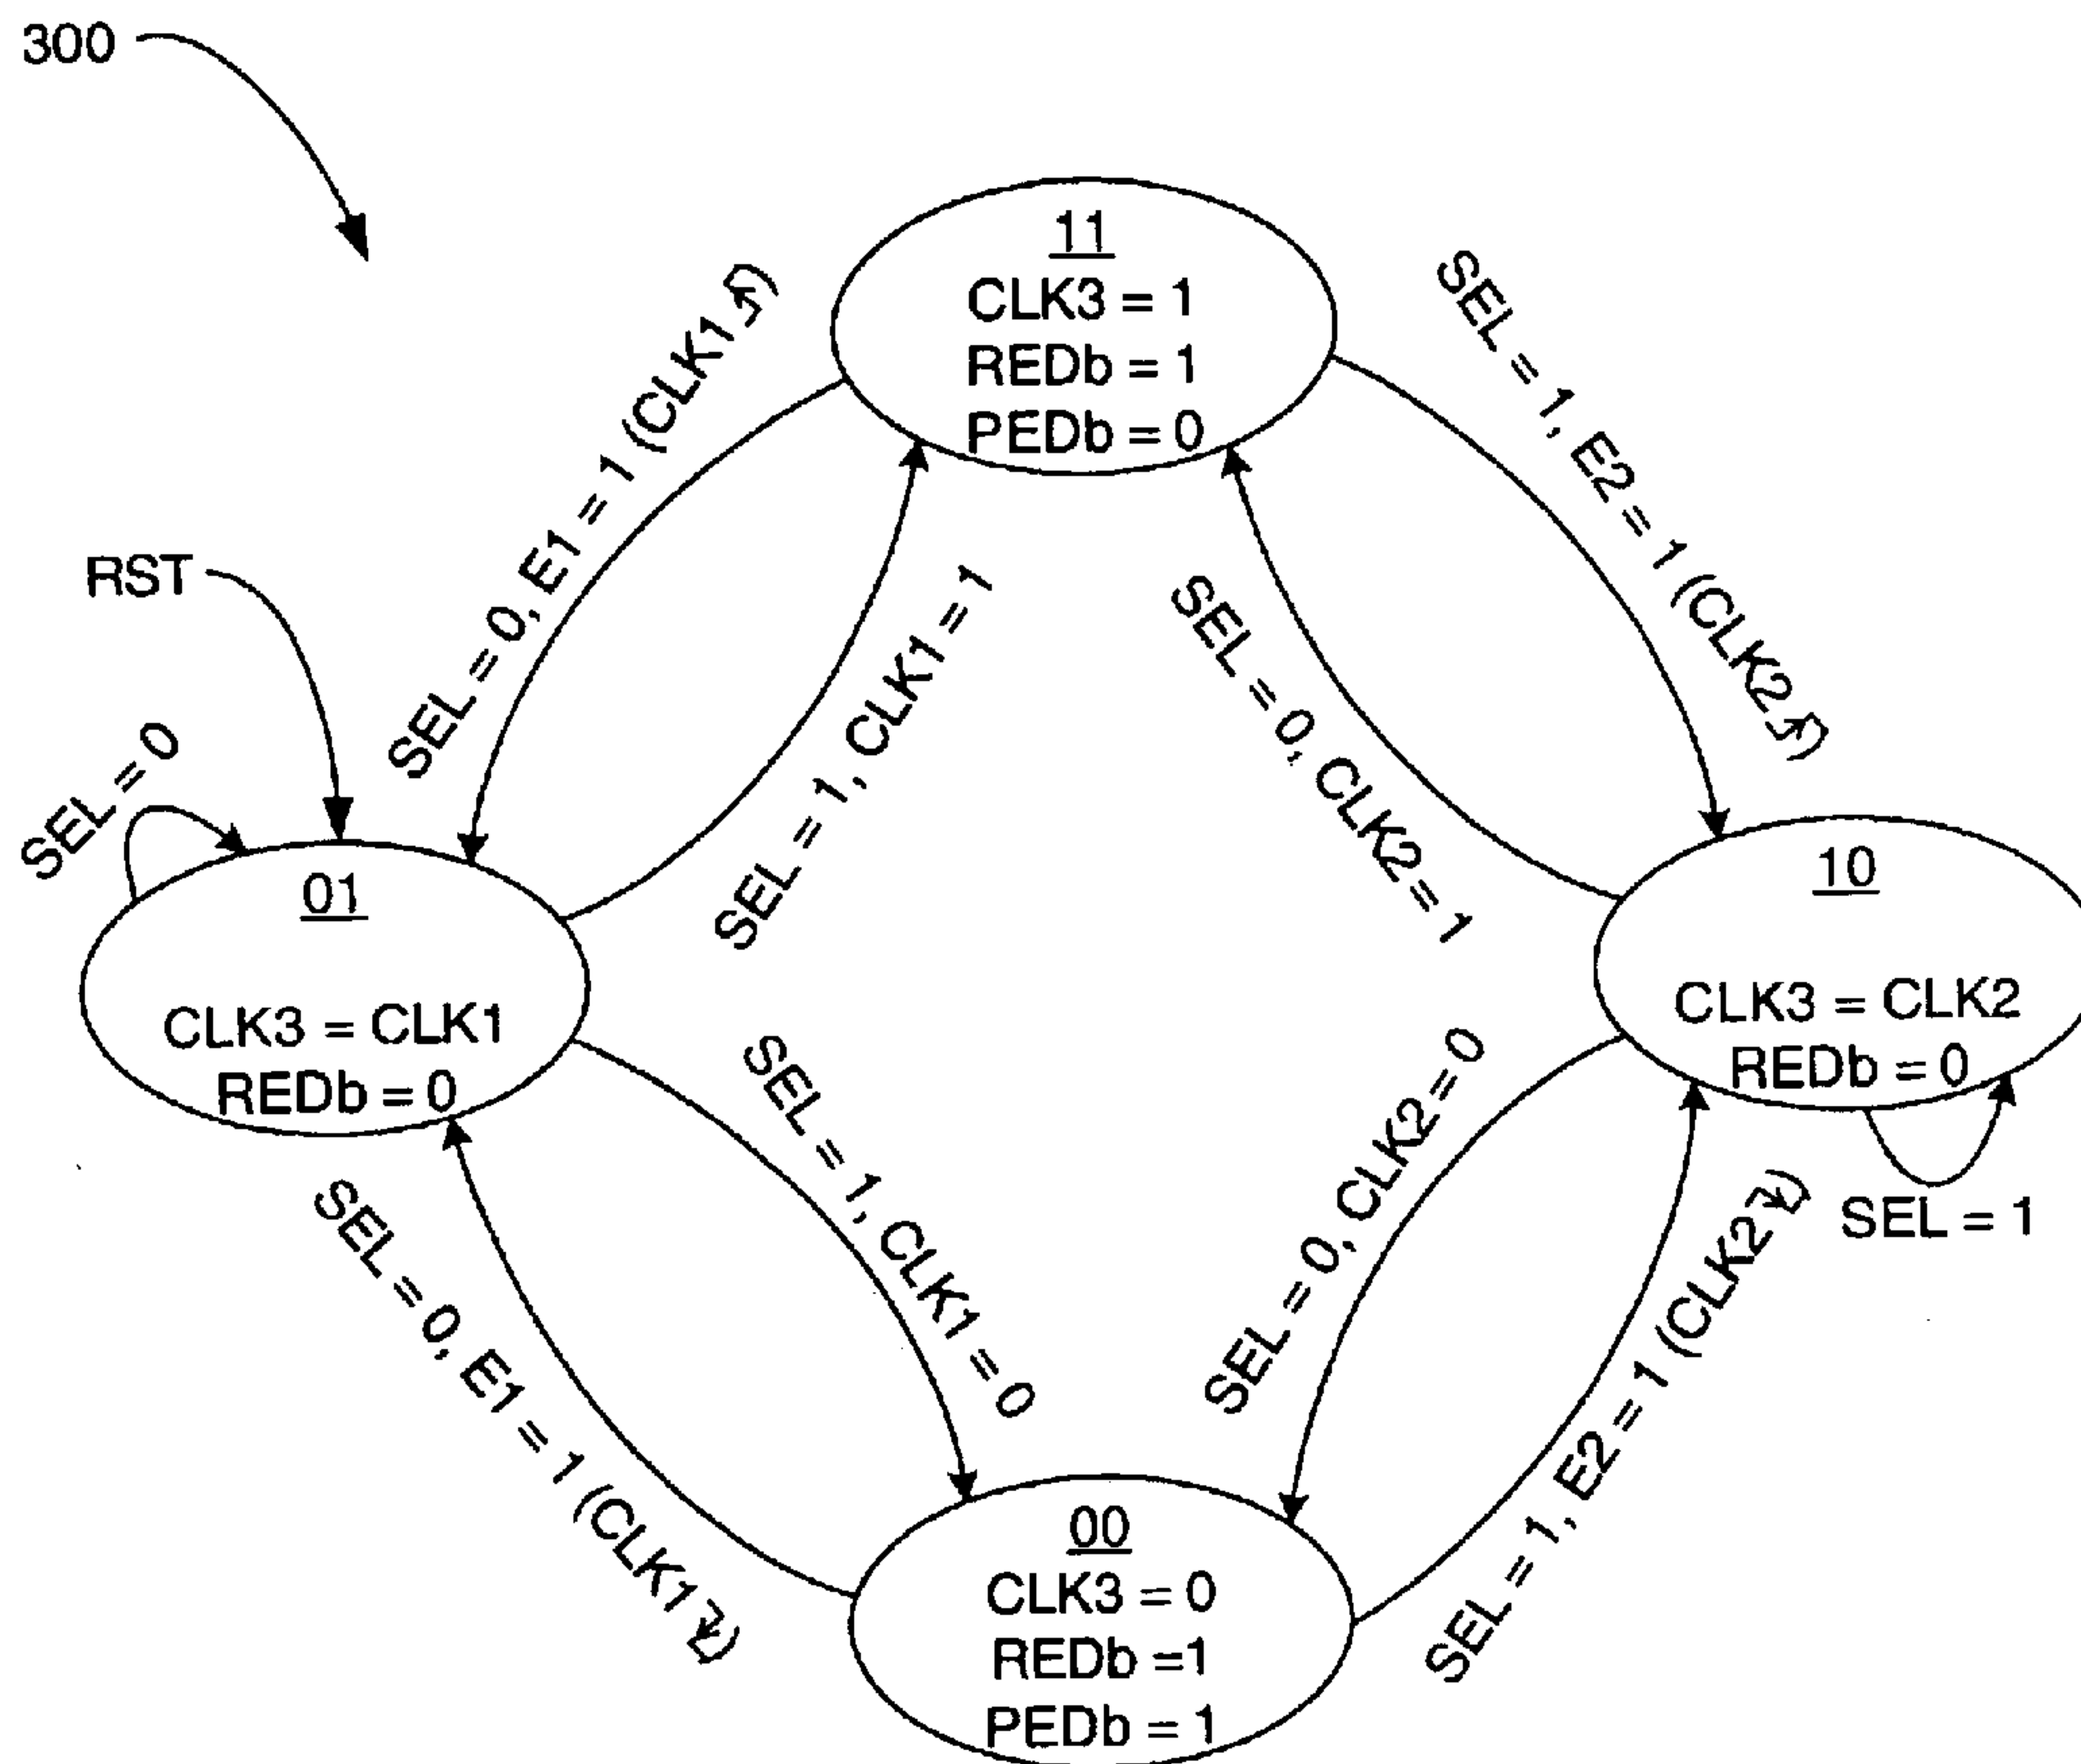 300
11
CLK3 = 1
REDb = 1
PEDb = 0
SEL = 0, E1 = 1 (CLK1)
SEL = 1, E2 = 1 (CLK2)
RST
SEL = 1, CLK1 = 1
SEL = 0, CLK2 = 1
SEL = 0
01
CLK3 = CLK1
REDb = 0
10
CLK3 = CLK2
REDb = 0
SEL = 1, CLK1 = 0
SEL = 0, CLK2 = 0
SEL = 1
SEL = 0, E1 = 1 (CLK1)
SEL = 1, E2 = 1 (CLK2)
00
CLK3 = 0
REDb =1
PEDb = 1